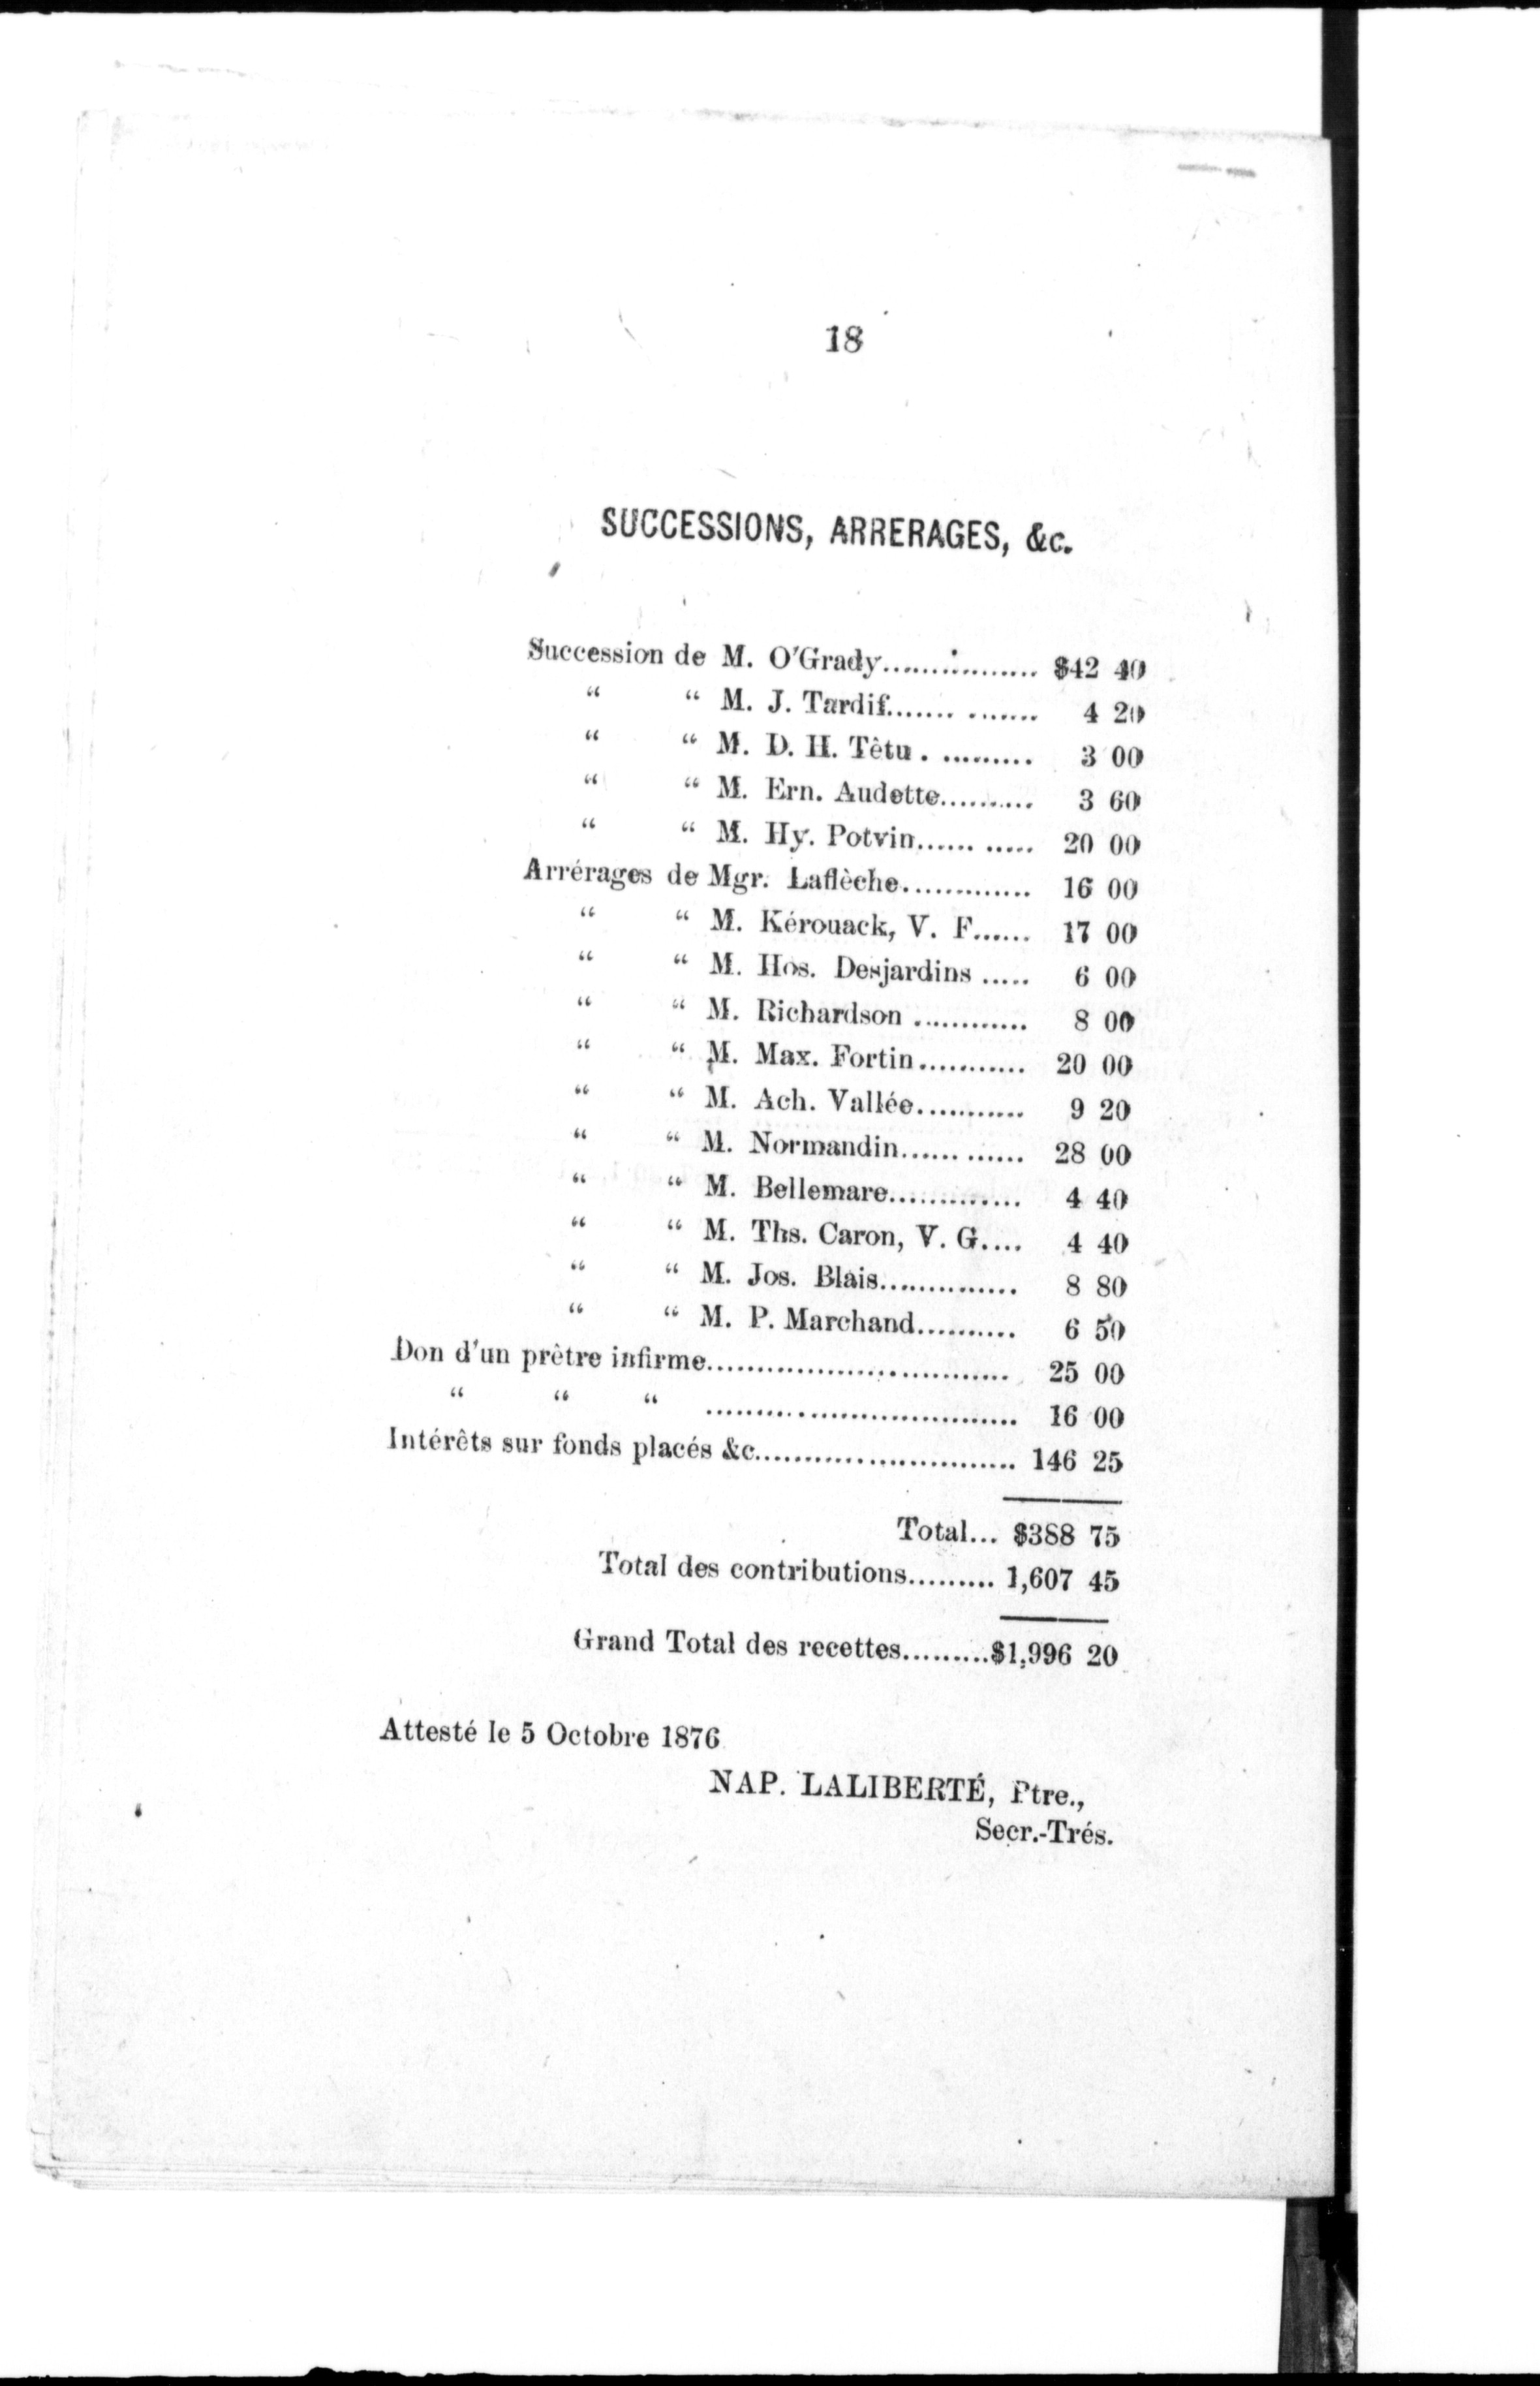 18
SUCCESSIONS, ARRERAGES, &c.
Succession de M. O'Grady................ $42 40
“ “ M. J. Tardif....... ....... 4 20
“ “ M. D. H. Têtu . ......... 3 00
“ “ M. Ern. Audette.......... 3 60
“ “ M. Hy. Potvin...... ..... 20 00
Arrérages de Mgr. Laflèche............. 16 00
“ “ M. Kérouack, V. F...... 17 00
“ “ M. Hos. Desjardins ..... 6 00
“ “ M. Richardson ............ 8 00
“ “ M. Max. Fortin........... 20 00
“ “ M. Ach. Vallée........... 9 20
“ “ M. Normandin...... ...... 28 00
“ “ M. Bellemare............. 4 40
“ “ M. Ths. Caron, V. G.... 4 40
“ “ M. Jos. Blais.............. 8 80
“ “ M. P. Marchand.......... 6 50
Don d'un prêtre infirme.............................. 25 00
“ “ “ ............................... 16 00
Intérêts sur fonds placés &c.......................... 146 25
Total... $388 75
Total des contributions......... 1,607 45
Grand Total des recettes.........$1,996 20
Attesté le 5 Octobre 1876
NAP. LALIBERTÉ, Ptre.,
Secr.-Trés.